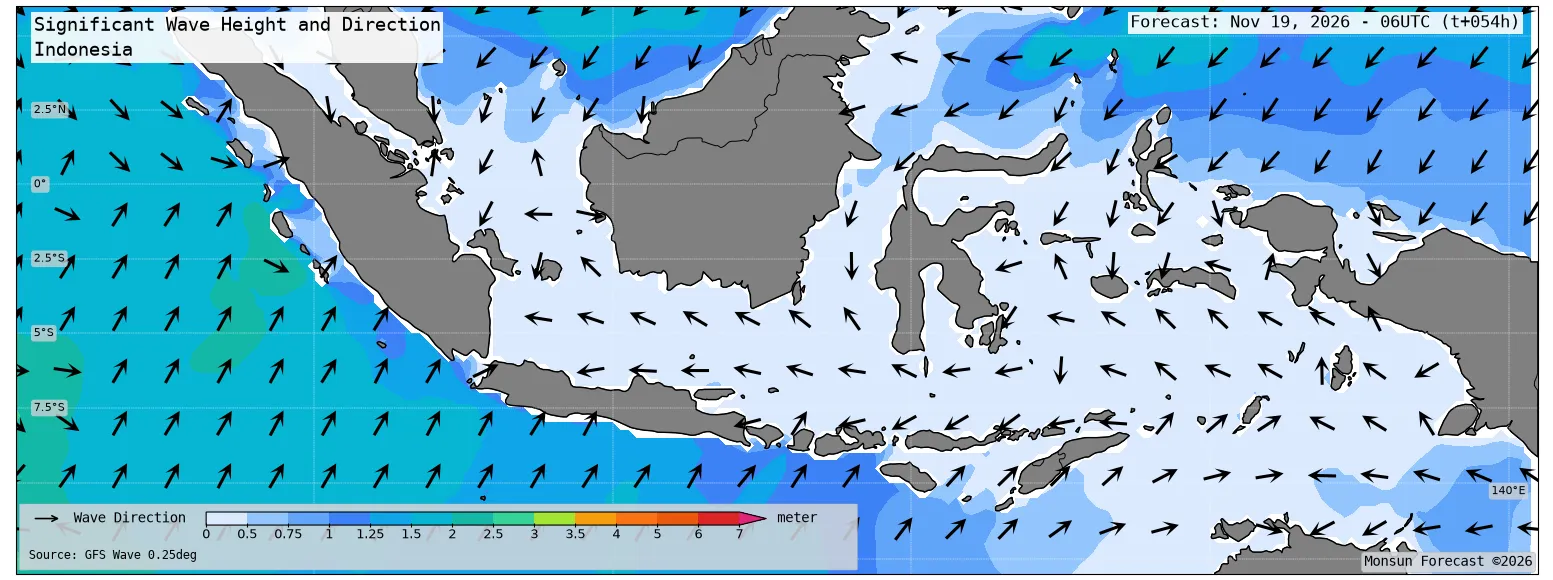 Significant Wave Height and Direction
Indonesia
Forecast: Nov 19, 2026 - 06UTC (t+054h)
2.5°N
0°
2.5°S
5°S
7.5°S
140°E
Wave Direction
0 0.5 0.75 1 1.25 1.5 2 2.5 3 3.5 4 5 6 7
meter
Source: GFS Wave 0.25deg
Monsun Forecast ©2026